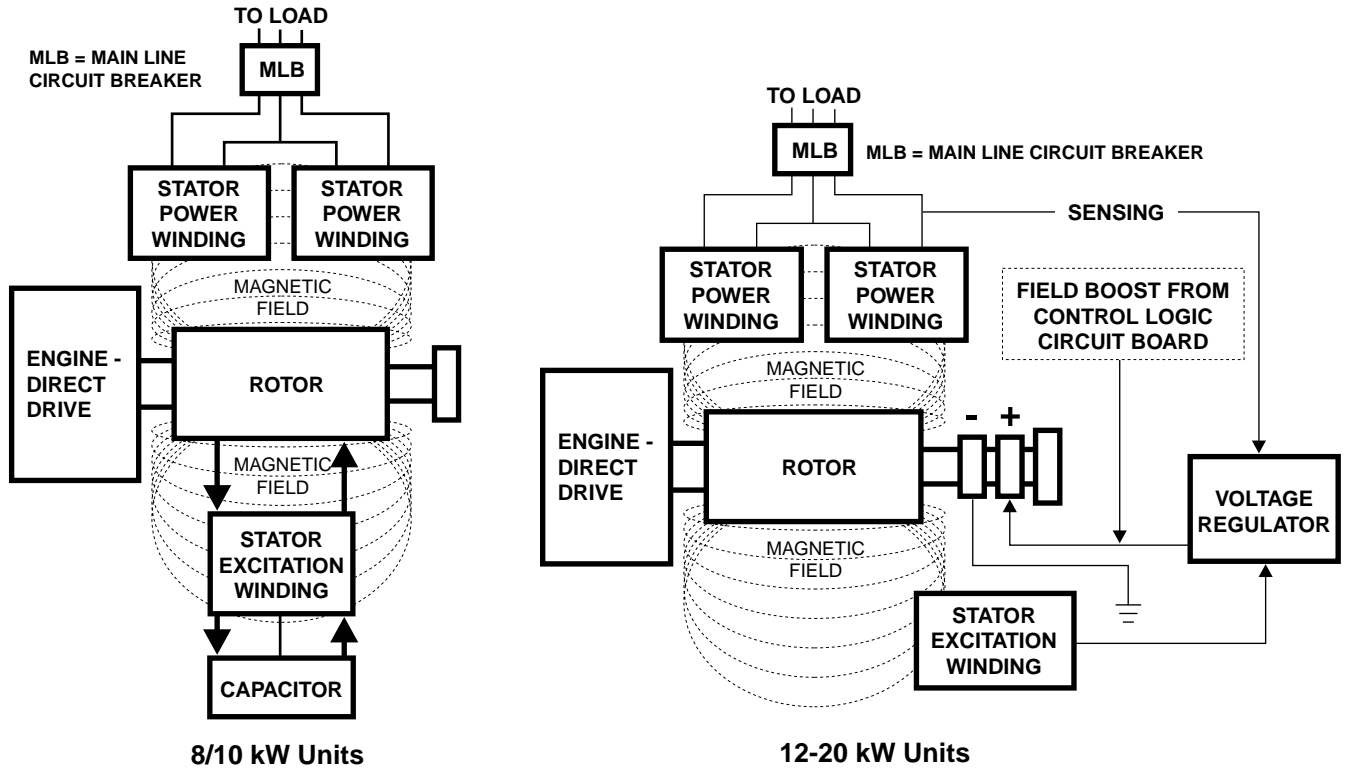 TO LOAD
MLB = MAIN LINE
CIRCUIT BREAKER
MLB
STATOR
POWER
WINDING
STATOR
POWER
WINDING
MAGNETIC
FIELD
ENGINE -
DIRECT
DRIVE
ROTOR
MAGNETIC
FIELD
STATOR
EXCITATION
WINDING
CAPACITOR
8/10 kW Units
TO LOAD
MLB
MLB = MAIN LINE CIRCUIT BREAKER
SENSING
STATOR
POWER
WINDING
STATOR
POWER
WINDING
FIELD BOOST FROM
CONTROL LOGIC
CIRCUIT BOARD
MAGNETIC
FIELD
ENGINE -
DIRECT
DRIVE
ROTOR
- +
VOLTAGE
REGULATOR
MAGNETIC
FIELD
STATOR
EXCITATION
WINDING
12-20 kW Units